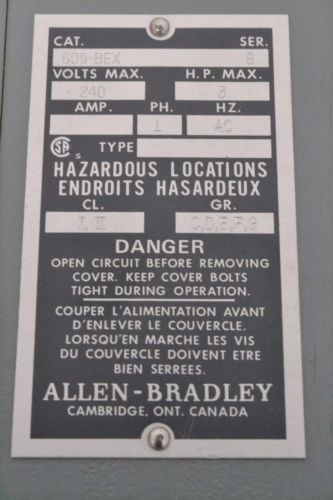 CAT. SER.
609-BEX G
VOLTS MAX. H.P. MAX.
240 3
AMP. PH. HZ.
1 AC
SA S TYPE
HAZARDOUS LOCATIONS
ENDROITS HASARDEUX
CL. GR.
I, II C,D,E,F,G
DANGER
OPEN CIRCUIT BEFORE REMOVING
COVER. KEEP COVER BOLTS
TIGHT DURING OPERATION.
COUPER L'ALIMENTATION AVANT
D'ENLEVER LE COUVERCLE.
LORSQU'EN MARCHE LES VIS
DU COUVERCLE DOIVENT ETRE
BIEN SERREES.
ALLEN-BRADLEY
CAMBRIDGE, ONT. CANADA